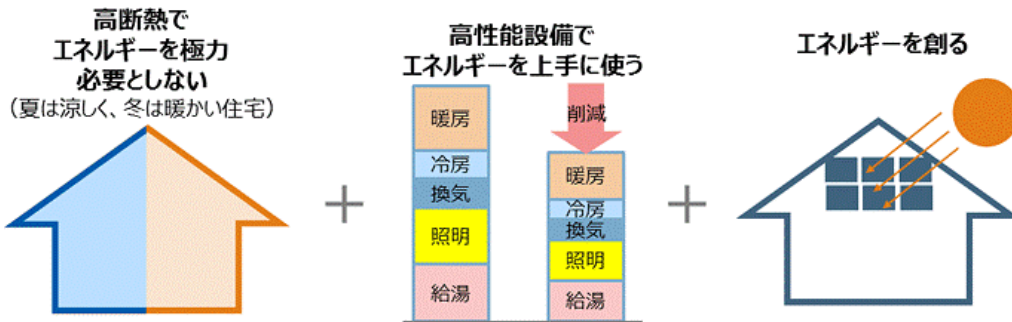 高断熱で
エネルギーを極力
必要としない
（夏は涼しく、冬は暖かい住宅）
高性能設備で
エネルギーを上手に使う
暖房
冷房
換気
照明
給湯
削減
暖房
冷房
換気
照明
給湯
エネルギーを創る